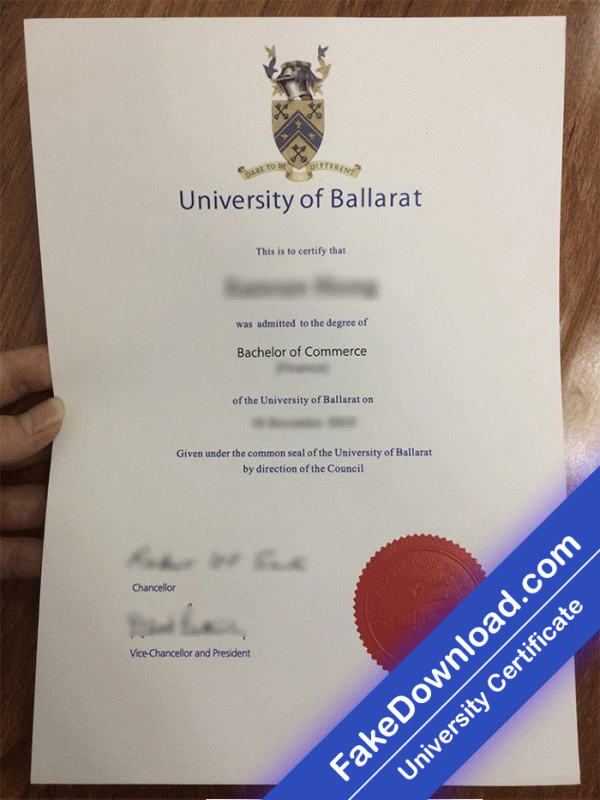 DARE TO BE DIFFERENT
University of Ballarat
This is to certify that
was admitted to the degree of
Bachelor of Commerce
of the University of Ballarat on
Given under the common seal of the University of Ballarat
by direction of the Council
Chancellor
Vice-Chancellor and President
FakeDownload.com
University Certificate